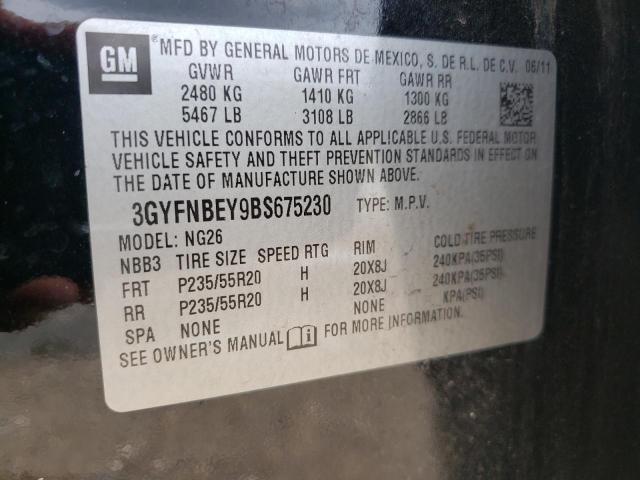 GM
®MFD BY GENERAL MOTORS DE MEXICO, S. DE R.L. DE C.V. 06/11
GVWR GAWR FRT GAWR RR
2480 KG 1410 KG 1300 KG
5467 LB 3108 LB 2866 LB
THIS VEHICLE CONFORMS TO ALL APPLICABLE U.S. FEDERAL MOTOR
VEHICLE SAFETY AND THEFT PREVENTION STANDARDS IN EFFECT ON
THE DATE OF MANUFACTURE SHOWN ABOVE.
3GYFNBEY9BS675230 TYPE: M.P.V.
MODEL: NG26
NBB3 TIRE SIZE SPEED RTG RIM COLD TIRE PRESSURE
FRT P235/55R20 H 20X8J 240KPA(35PSI)
RR P235/55R20 H 20X8J 240KPA(35PSI)
SPA NONE NONE KPA(PSI)
SEE OWNER'S MANUAL i FOR MORE INFORMATION.